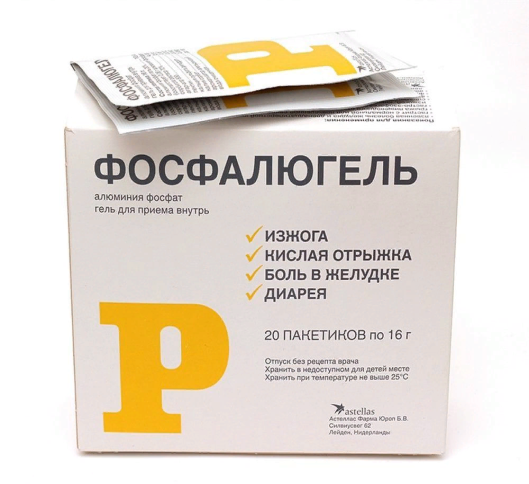 ФОСФАЛЮГЕЛЬ
алюминия фосфат
гель для приема внутрь
ИЗЖОГА
КИСЛАЯ ОТРЫЖКА
БОЛЬ В ЖЕЛУДКЕ
ДИАРЕЯ
20 ПАКЕТИКОВ по 16 г
Отпуск без рецепта врача
Хранить в недоступном для детей месте
Хранить при температуре не выше 25°С
P
astellas
Астеллас Фарма Юроп Б.В.
Силвиусвег 62
Лейден, Нидерланды